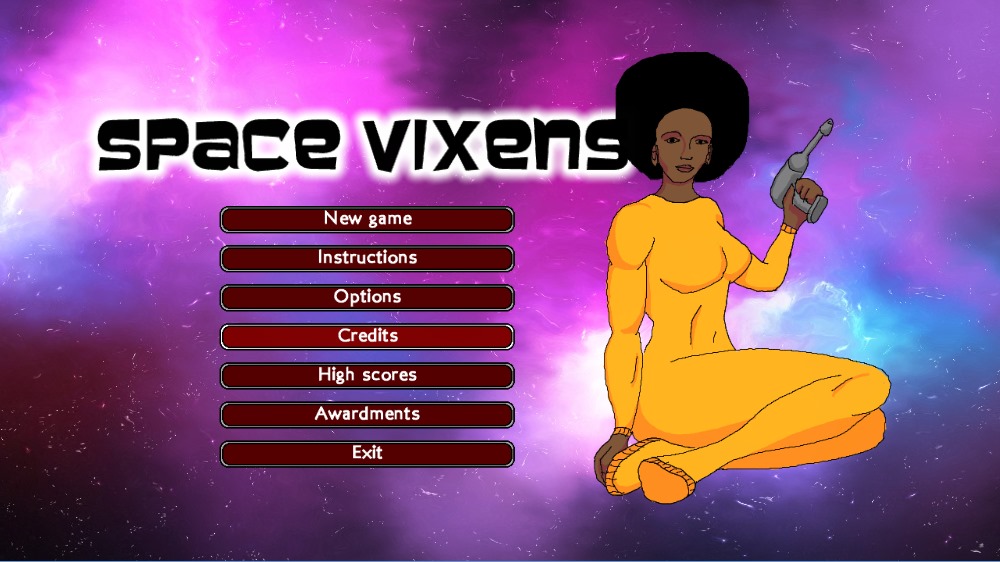 SPACE VIXENS
New game
Instructions
Options
Credits
High scores
Awardments
Exit